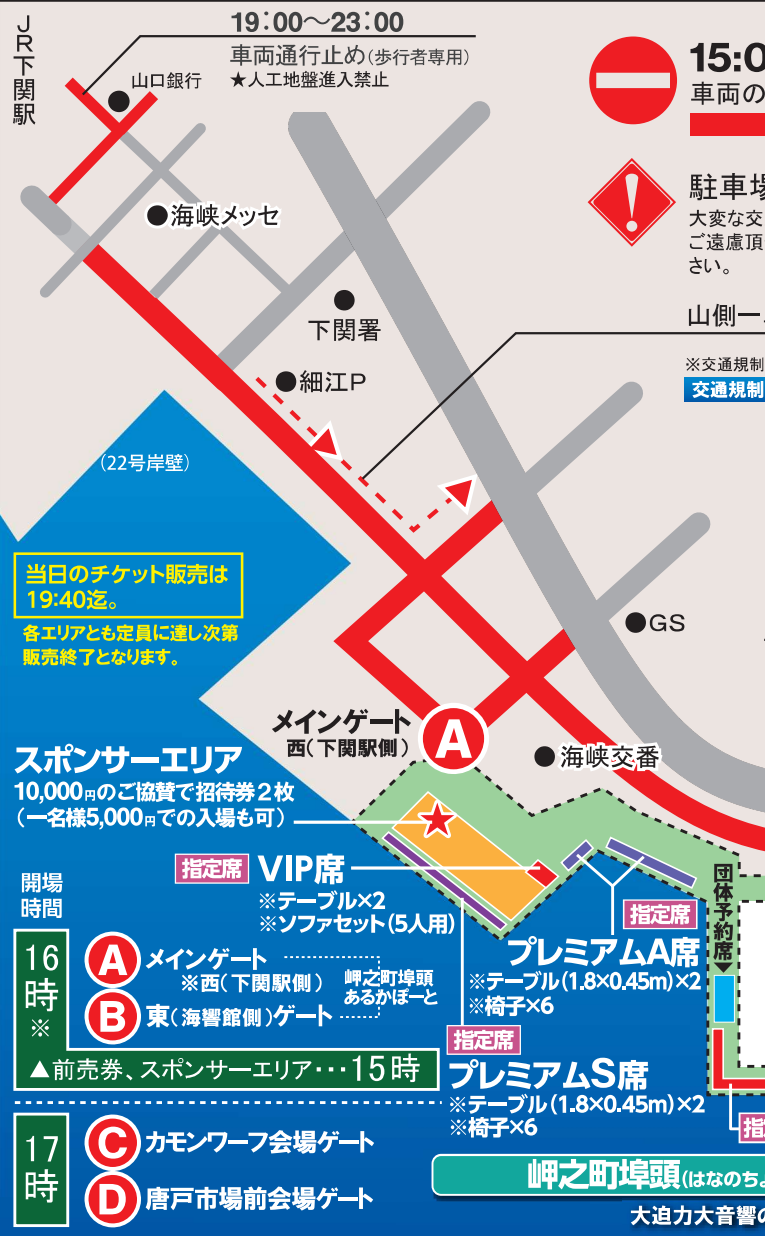 JR下関駅
19：00〜23：00
車両通行止め（歩行者専用）
★人工地盤進入禁止
山口銀行
海峡メッセ
下関署
細江P
15:0
車両の
駐車場
大変な交
ご遠慮頂
さい。
山側一
※交通規制
交通規制
（22号岸壁）
当日のチケット販売は
19:40迄。
各エリアとも定員に達し次第
販売終了となります。
GS
メインゲート
西（下関駅側）
A
海峡交番
スポンサーエリア
10,000円のご協賛で招待券2枚
（一名様5,000円での入場も可）
指定席 VIP席
※テーブル×2
※ソファセット（5人用）
指定席
プレミアムA席
※テーブル（1.8×0.45m）×2
※椅子×6
団体予約席▼
指定席
プレミアムS席
※テーブル（1.8×0.45m）×2
※椅子×6
開場
時間
16時※
A メインゲート
※西（下関駅側）
B 東（海響館側）ゲート
岬之町埠頭
あるかぽーと
▲前売券、スポンサーエリア･･･15時
17時
C カモンワーフ会場ゲート
D 唐戸市場前会場ゲート
指
岬之町埠頭（はなのちょ
大迫力大音響の